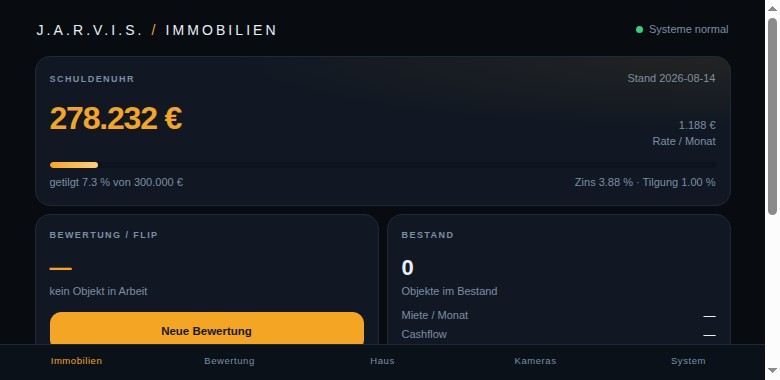 J.A.R.V.I.S. / IMMOBILIEN
Systeme normal
SCHULDENUHR
Stand 2026-08-14
278.232 €
1.188 €
Rate / Monat
getilgt 7.3 % von 300.000 €
Zins 3.88 % · Tilgung 1.00 %
BEWERTUNG / FLIP
—
kein Objekt in Arbeit
Neue Bewertung
BESTAND
0
Objekte im Bestand
Miete / Monat —
Cashflow —
Immobilien Bewertung Haus Kameras System